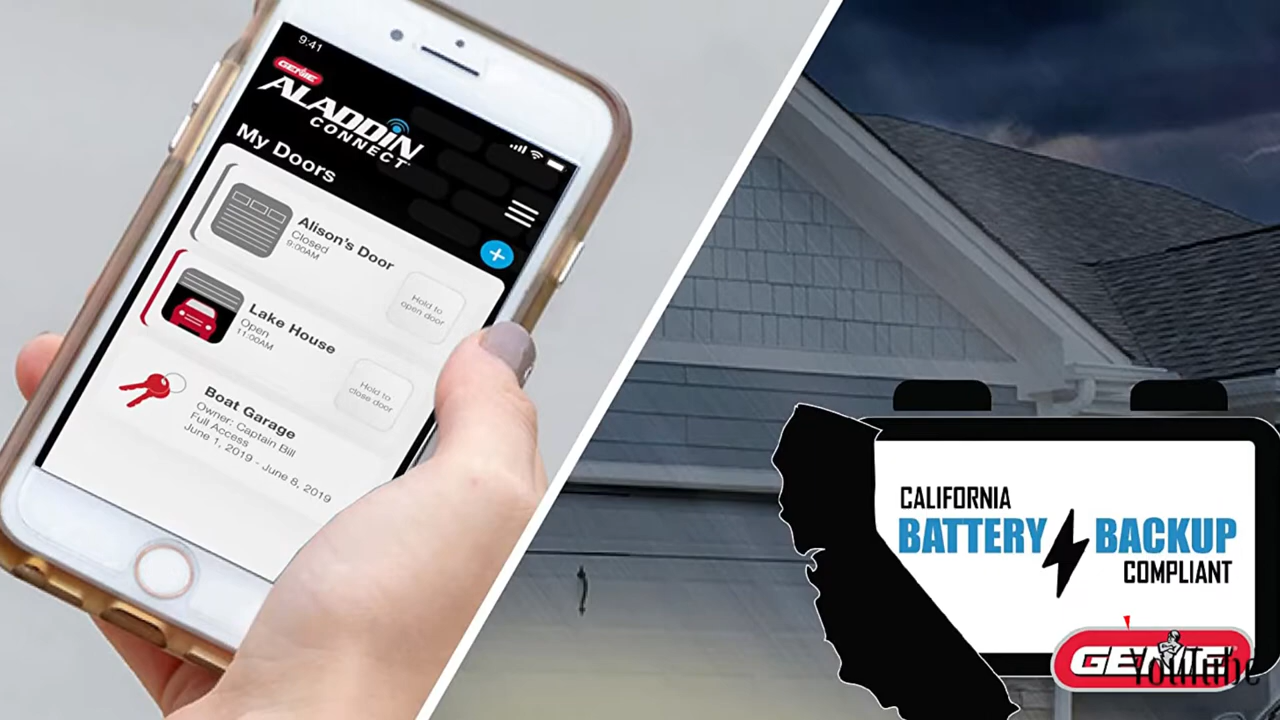 9:41
GENIE
ALADDIN
CONNECT
My Doors
Alison's Door
Closed
9:00AM
Hold to
open door
Lake House
Open
11:00AM
Hold to
close door
Boat Garage
Owner: Captain Bill
Full Access
June 1, 2019 - June 8, 2019
CALIFORNIA
BATTERY BACKUP
COMPLIANT
GENIE
YouTube